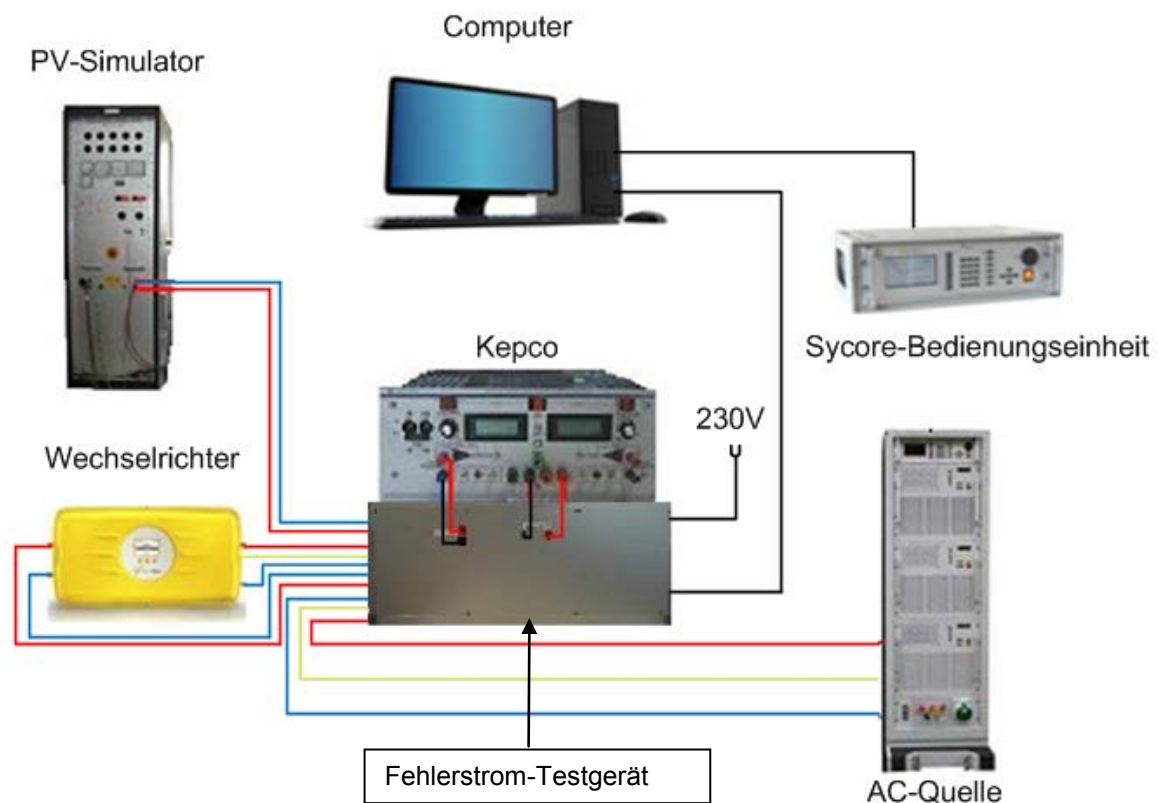 Computer
PV-Simulator
Sycore-Bedienungseinheit
Kepco
230V
Wechselrichter
Fehlerstrom-Testgerät
AC-Quelle